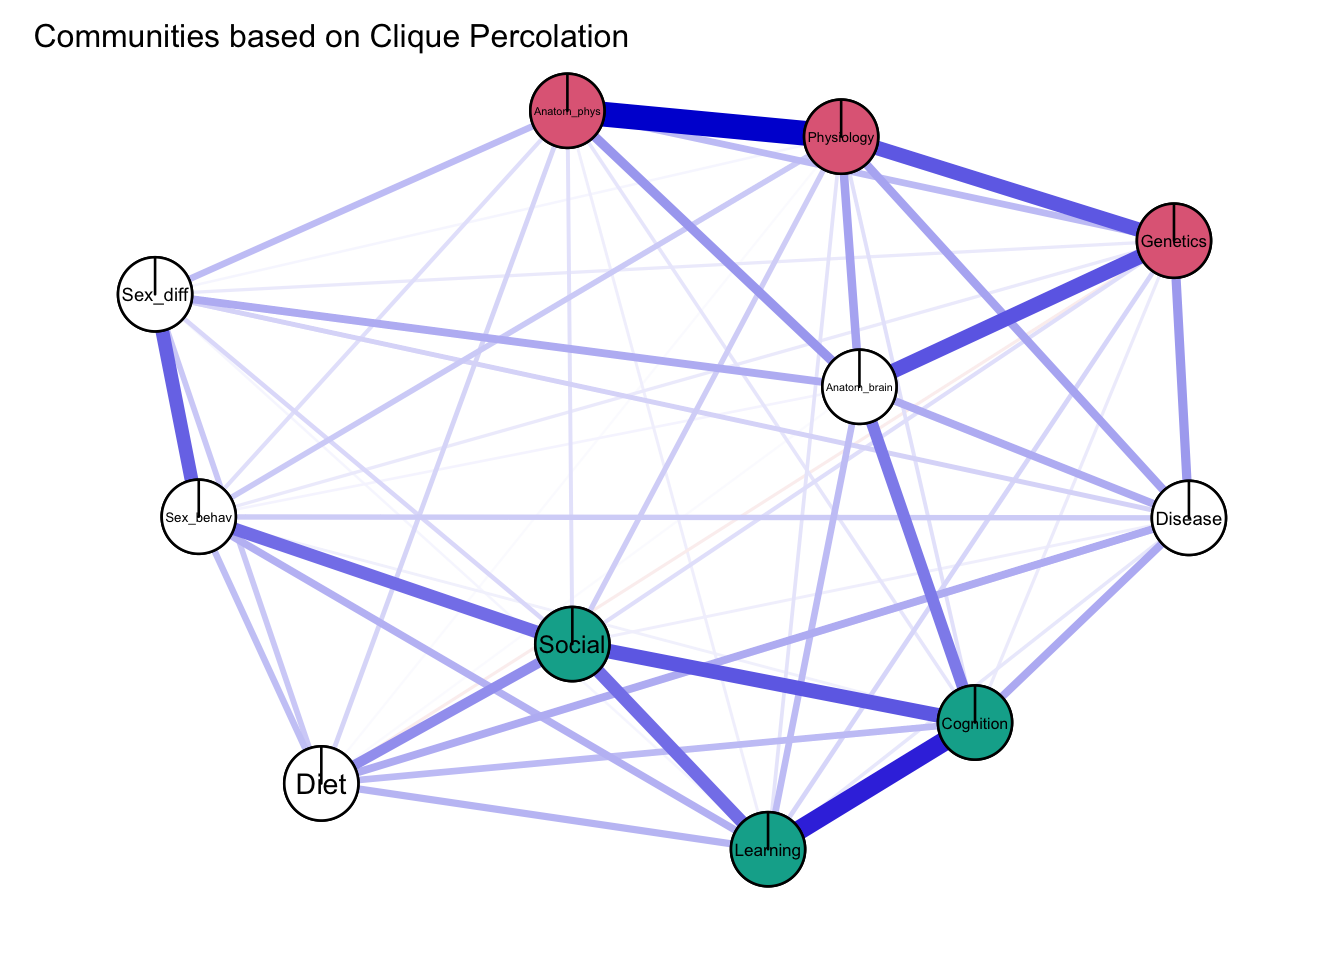 Communities based on Clique Percolation
Anatom_phys
Physiology
Genetics
Sex_diff
Anatom_brain
Sex_behav
Disease
Social
Cognition
Diet
Learning